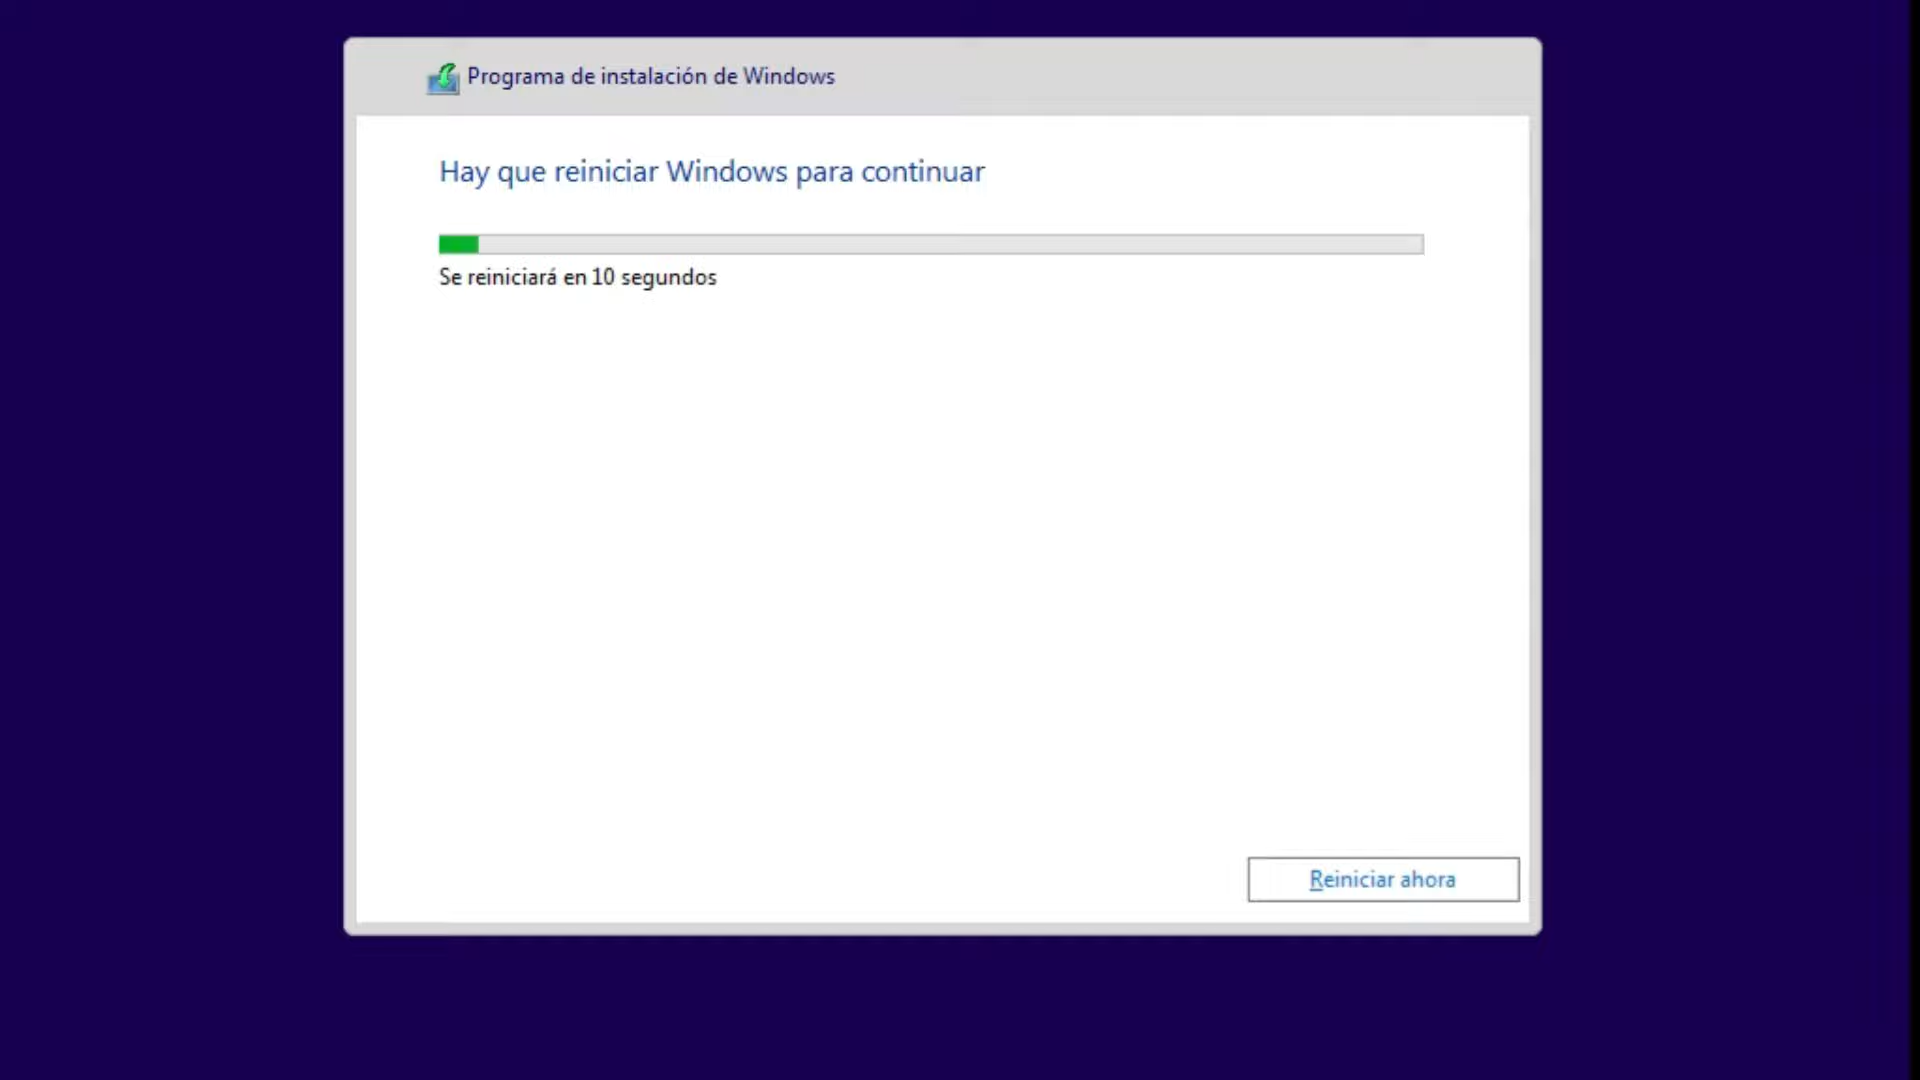 Programa de instalación de Windows
Hay que reiniciar Windows para continuar
Se reiniciará en 10 segundos
Reiniciar ahora